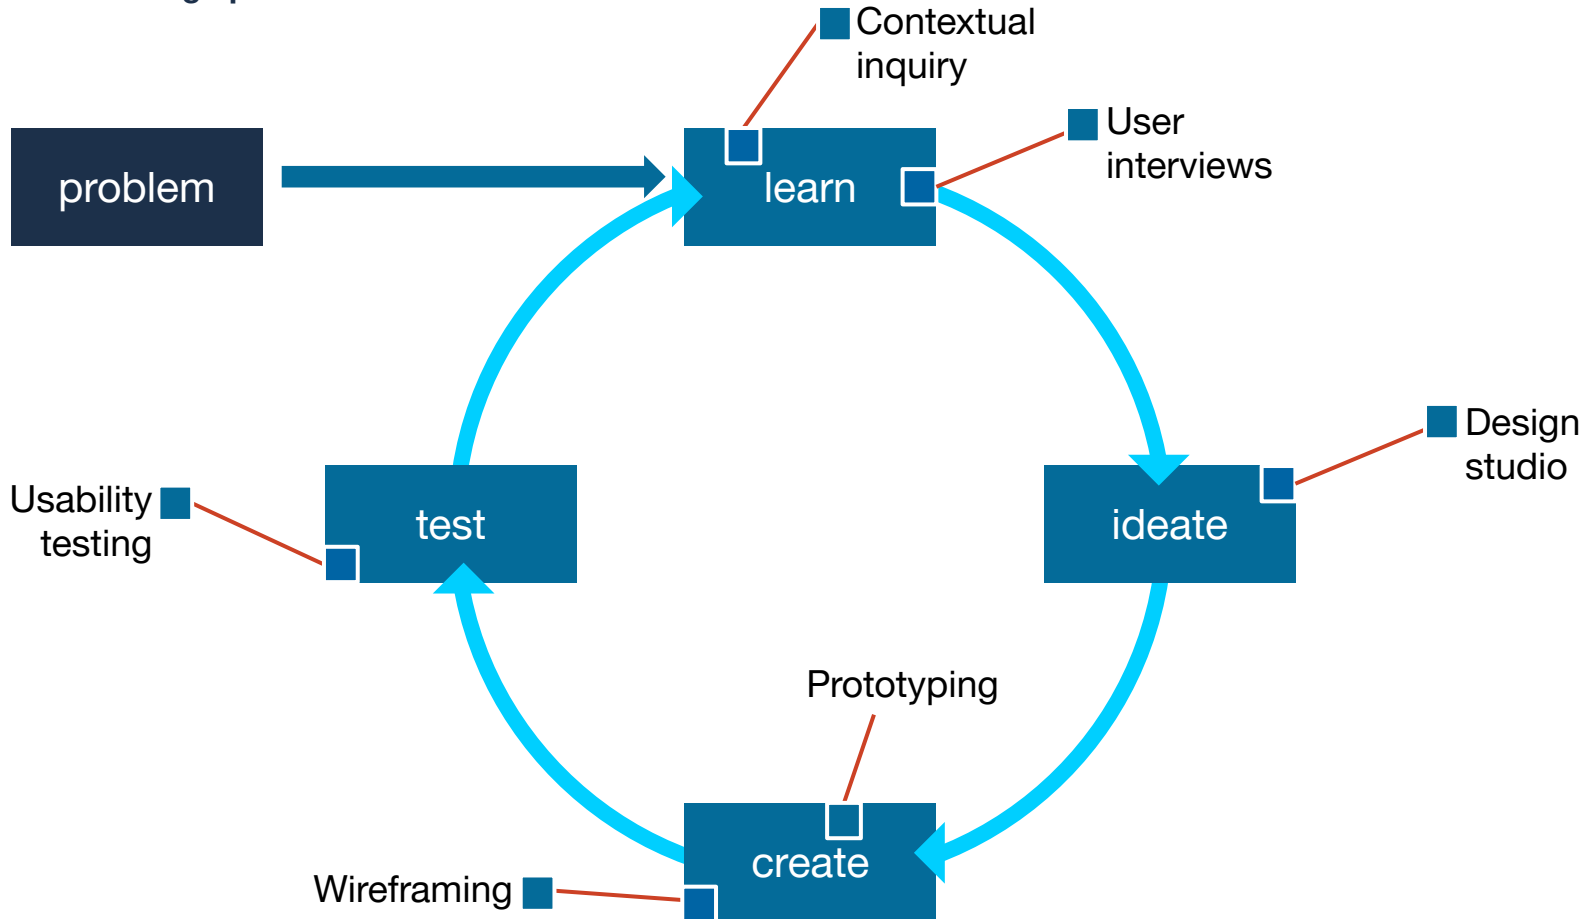 Contextual
inquiry
User
interviews
problem
learn
Design
studio
Usability
testing
test
ideate
Prototyping
create
Wireframing